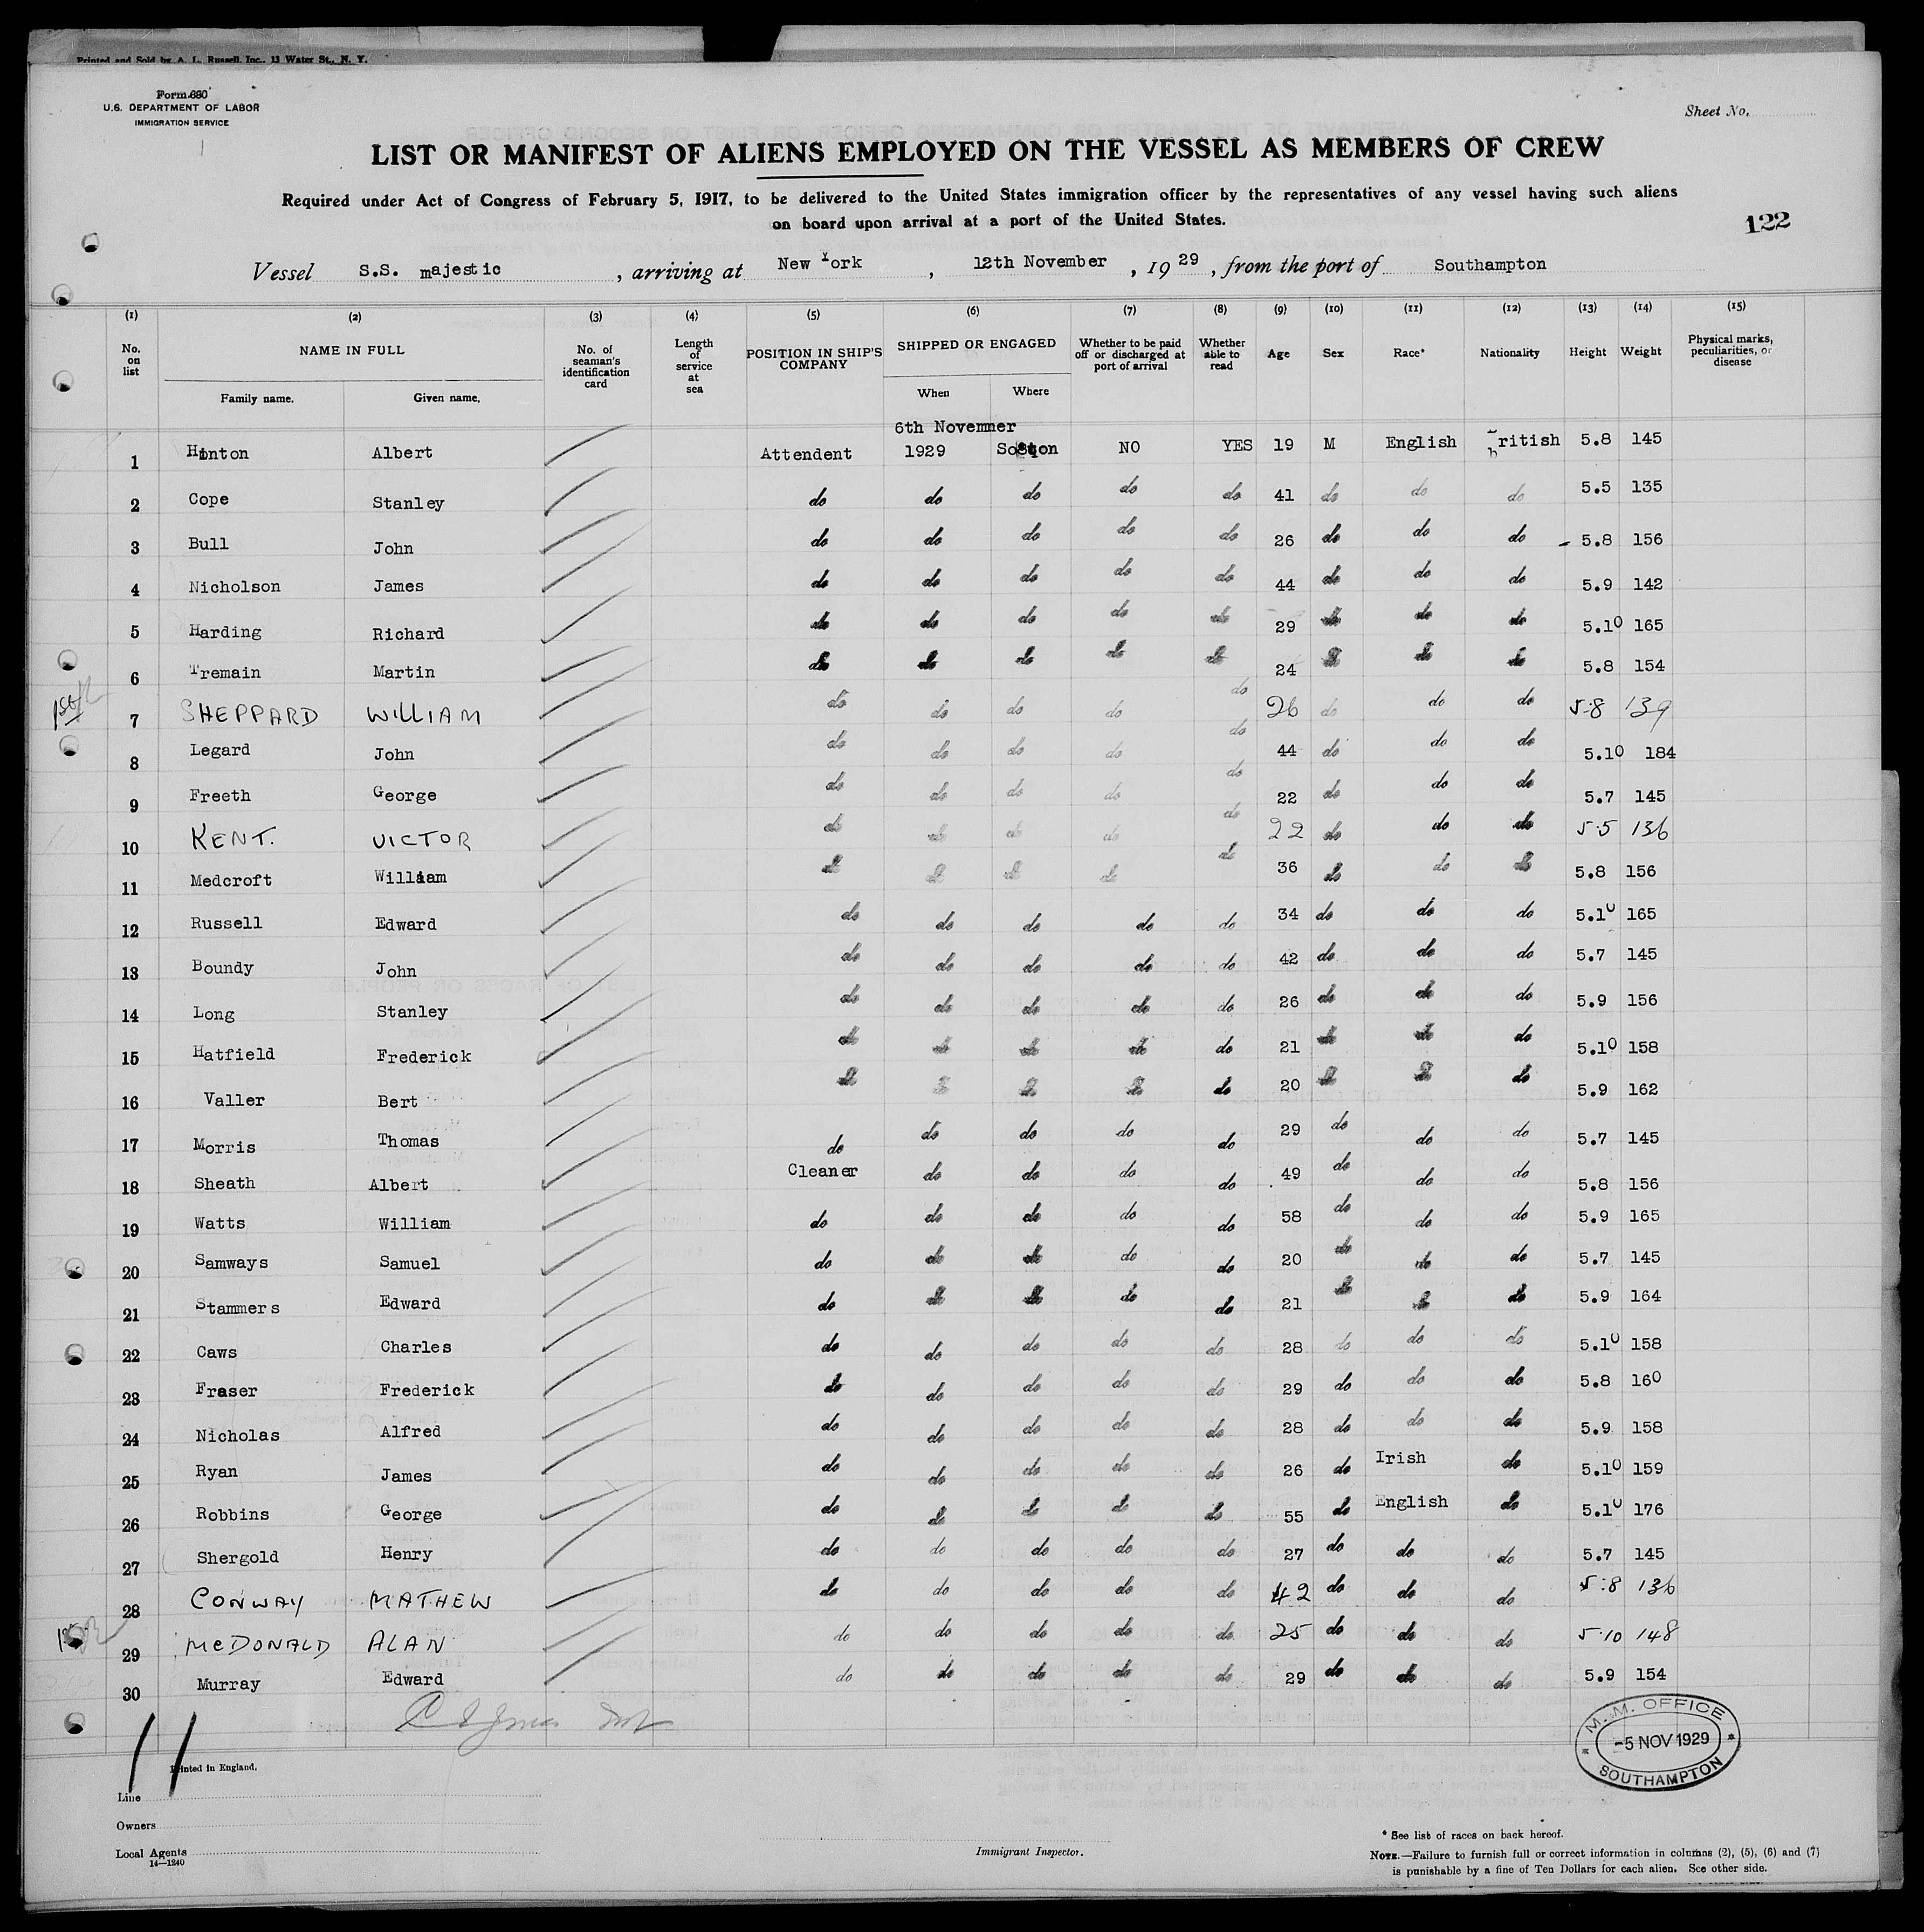 Printed and Sold by A. L. Russell, Inc., 13 Water St., N. Y.
Form 680
U.S. DEPARTMENT OF LABOR
IMMIGRATION SERVICE
Sheet No.
LIST OR MANIFEST OF ALIENS EMPLOYED ON THE VESSEL AS MEMBERS OF CREW
Required under Act of Congress of February 5, 1917, to be delivered to the United States immigration officer by the representatives of any vessel having such aliens
on board upon arrival at a port of the United States.
122
Vessel S.S. majestic , arriving at New York , 12th November , 19 29 , from the port of Southampton
(1) (2) (3) (4) (5) (6) (7) (8) (9) (10) (11) (12) (13) (14) (15)
No. on list NAME IN FULL No. of seaman's identification card Length of service at sea POSITION IN SHIP'S COMPANY SHIPPED OR ENGAGED Whether to be paid off or discharged at port of arrival Whether able to read Age Sex Race* Nationality Height Weight Physical marks, peculiarities, or disease
Family name. Given name. When Where
6th Novemner
1 Hinton Albert Attendent 1929 Soston NO YES 19 M English british 5.8 145
2 Cope Stanley do do do do do 41 do do do 5.5 135
3 Bull John do do do do do 26 do do do 5.8 156
4 Nicholson James do do do do do 44 do do do 5.9 142
5 Harding Richard do do do do do 29 do do do 5.10 165
6 Tremain Martin do do do do do 24 do do do 5.8 154
1st 7 SHEPPARD WILLIAM do do do do do 26 do do do 5.8 139
8 Legard John do do do do do 44 do do do 5.10 184
9 Freeth George do do do do do 22 do do do 5.7 145
10 KENT. VICTOR do do do do do 22 do do do 5.5 136
11 Medcroft William do do do do do 36 do do do 5.8 156
12 Russell Edward do do do do do 34 do do do 5.10 165
13 Boundy John do do do do do 42 do do do 5.7 145
14 Long Stanley do do do do do 26 do do do 5.9 156
15 Hatfield Frederick do do do do do 21 do do do 5.10 158
16 Valler Bert do do do do do 20 do do do 5.9 162
17 Morris Thomas do do do do do 29 do do do 5.7 145
18 Sheath Albert Cleaner do do do do 49 do do do 5.8 156
19 Watts William do do do do do 58 do do do 5.9 165
20 Samways Samuel do do do do do 20 do do do 5.7 145
21 Stammers Edward do do do do do 21 do do do 5.9 164
22 Caws Charles do do do do do 28 do do do 5.10 158
23 Fraser Frederick do do do do do 29 do do do 5.8 160
24 Nicholas Alfred do do do do do 28 do do do 5.9 158
25 Ryan James do do do do do 26 do Irish do 5.10 159
26 Robbins George do do do do do 55 do English do 5.10 176
27 Shergold Henry do do do do do 27 do do do 5.7 145
28 CONWAY MATHEW do do do do do 42 do do do 5:8 136
29 McDONALD ALAN do do do do do 25 do do do 5.10 148
30 Murray Edward do do do do do 29 do do do 5.9 154
M. M. OFFICE
-5 NOV 1929
SOUTHAMPTON
Printed in England.
Line
Owners
Local Agents
14—1240
Immigrant Inspector.
* See list of races on back hereof.
NOTE.—Failure to furnish full or correct information in columns (2), (5), (6) and (7)
is punishable by a fine of Ten Dollars for each alien. See other side.